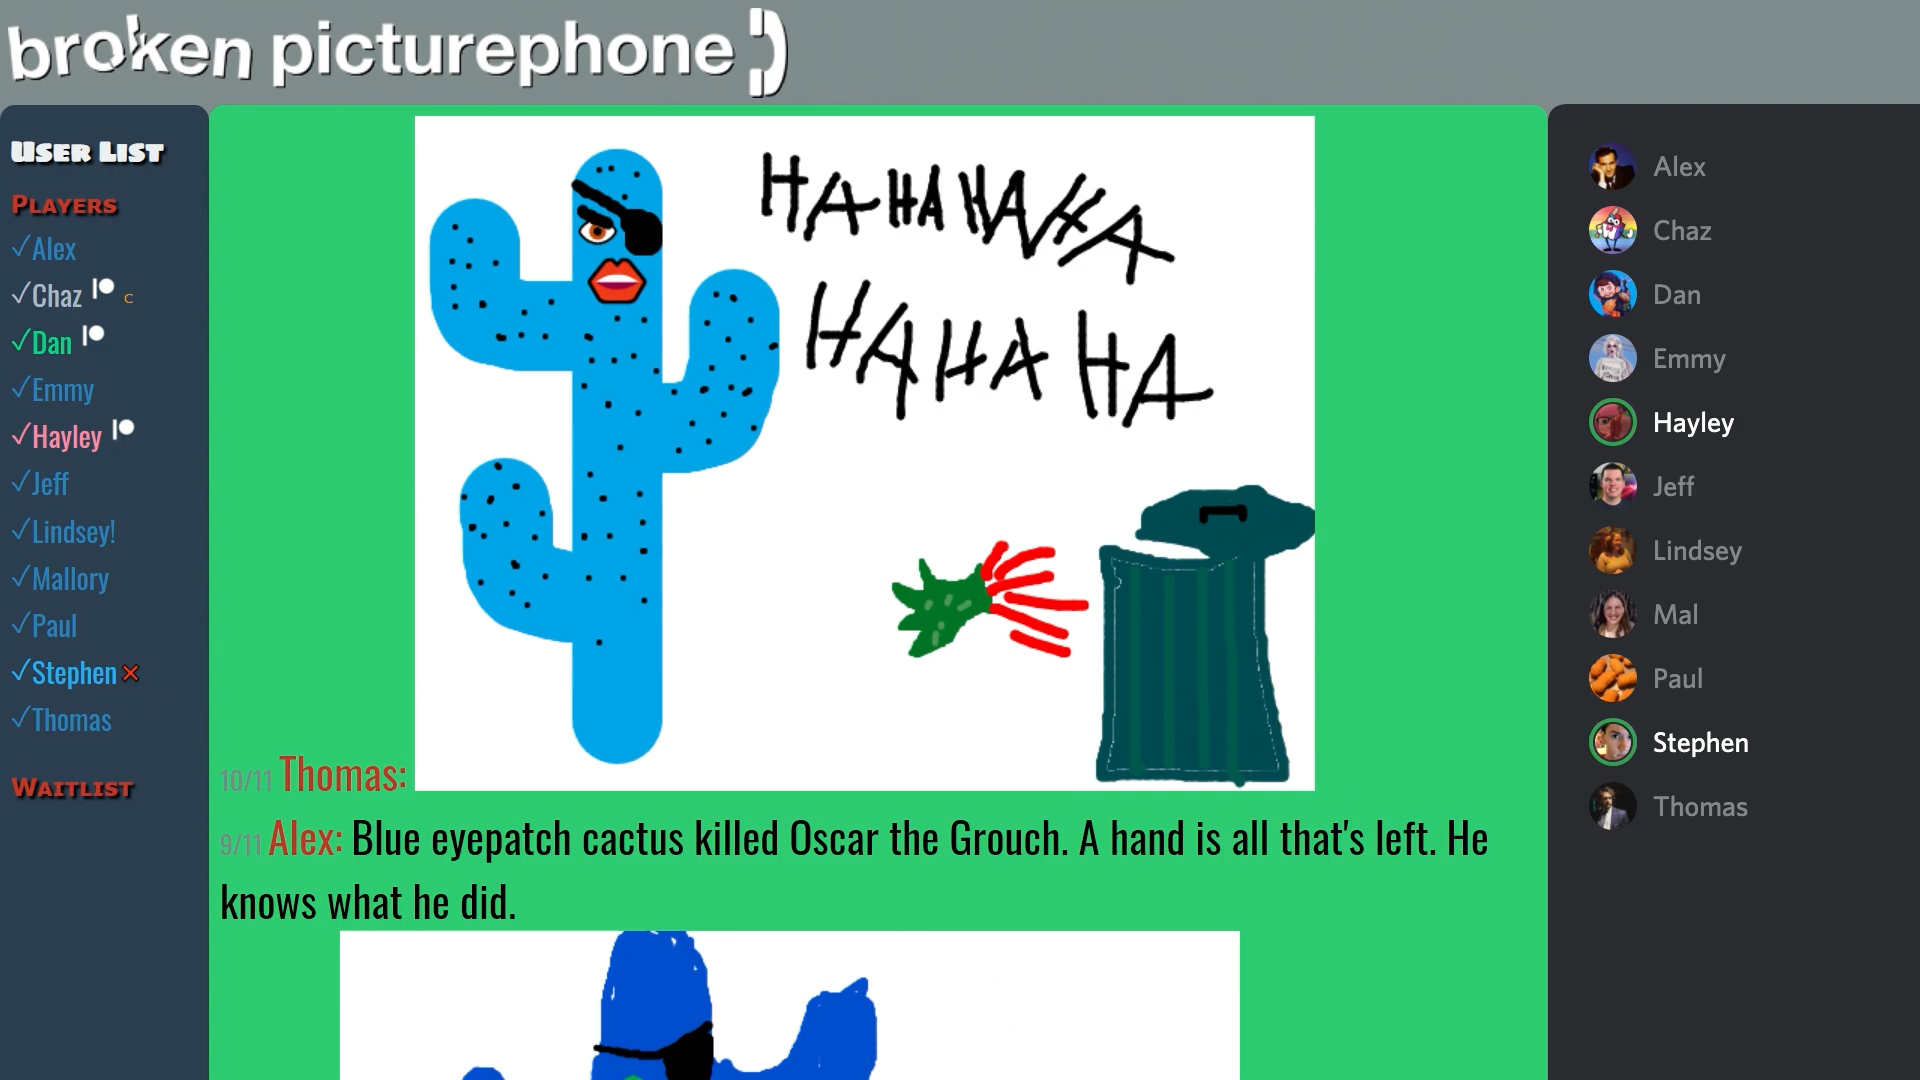 broken picturephone
USER LIST
PLAYERS
✓Alex
✓Chaz C
✓Dan
✓Emmy
✓Hayley
✓Jeff
✓Lindsey!
✓Mallory
✓Paul
✓Stephen✕
✓Thomas
WAITLIST
HAHAHAHA
HAHAHA
10/11 Thomas:
9/11 Alex: Blue eyepatch cactus killed Oscar the Grouch. A hand is all that's left. He
knows what he did.
Alex
Chaz
Dan
Emmy
Hayley
Jeff
Lindsey
Mal
Paul
Stephen
Thomas